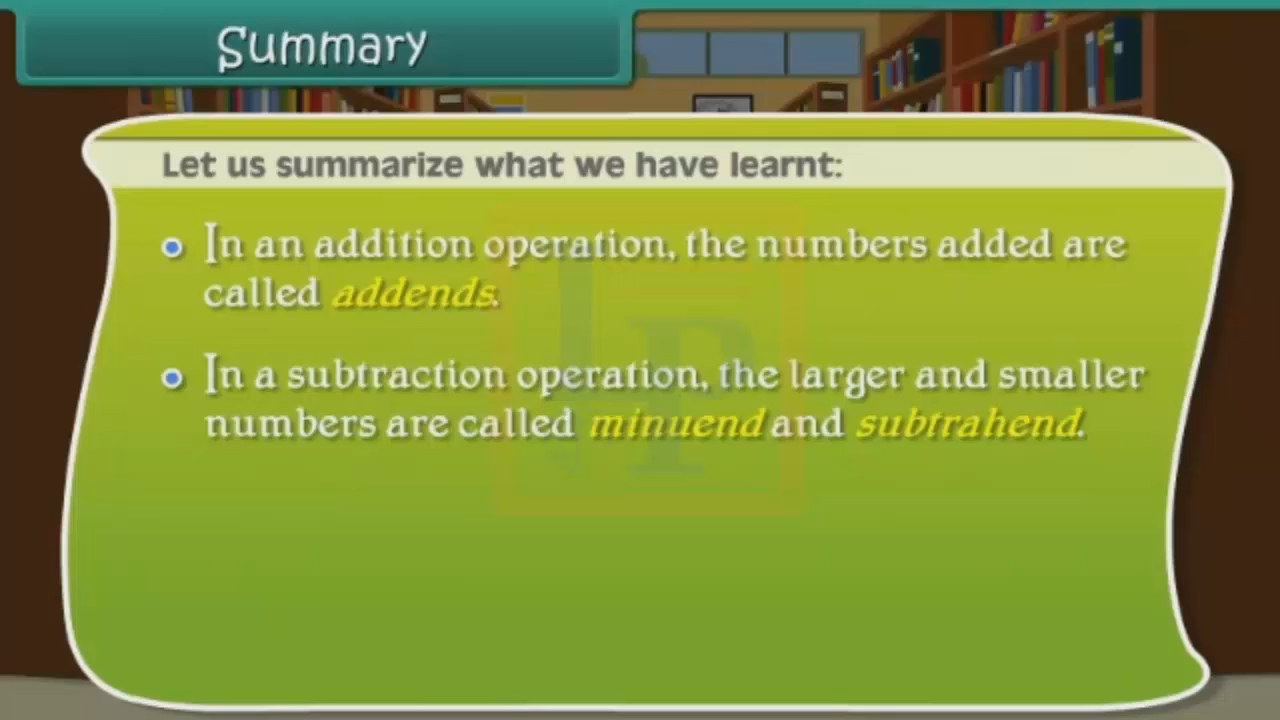 Summary
Let us summarize what we have learnt:
In an addition operation, the numbers added are
called addends.
In a subtraction operation, the larger and smaller
numbers are called minuend and subtrahend.